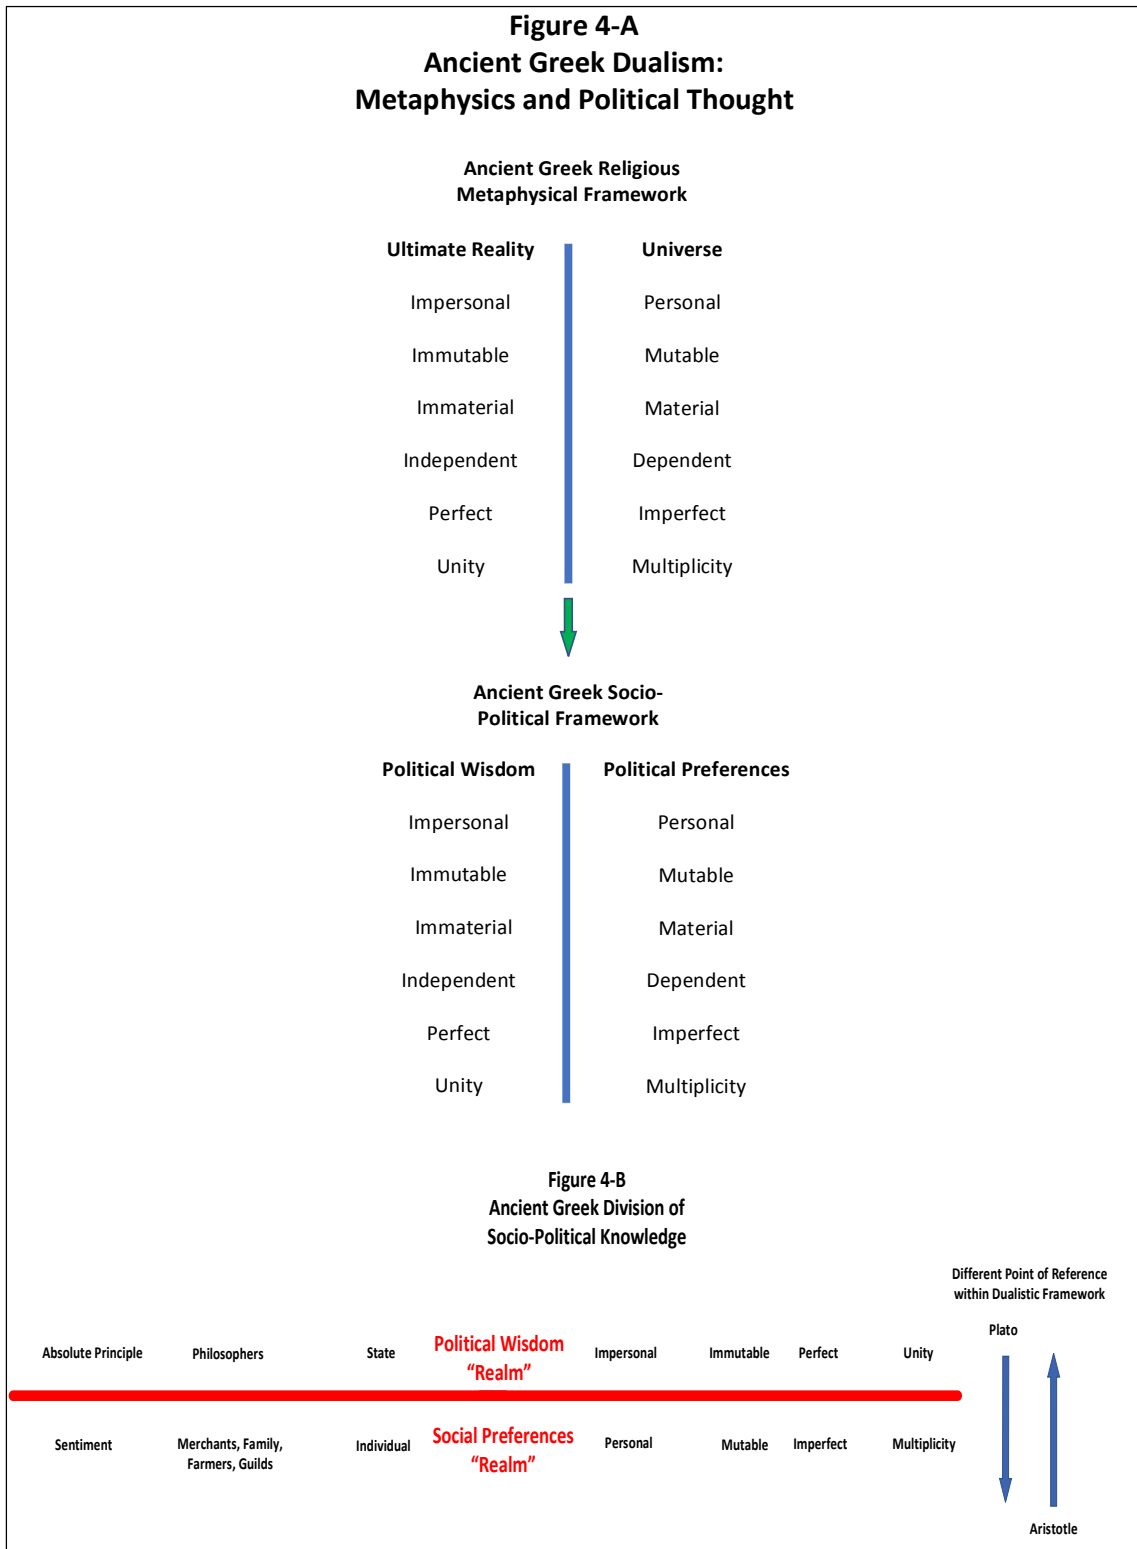 Figure 4-A
Ancient Greek Dualism:
Metaphysics and Political Thought
Ancient Greek Religious
Metaphysical Framework
Ultimate Reality Universe
Impersonal Personal
Immutable Mutable
Immaterial Material
Independent Dependent
Perfect Imperfect
Unity Multiplicity
Ancient Greek Socio-
Political Framework
Political Wisdom Political Preferences
Impersonal Personal
Immutable Mutable
Immaterial Material
Independent Dependent
Perfect Imperfect
Unity Multiplicity
Figure 4-B
Ancient Greek Division of
Socio-Political Knowledge
Different Point of Reference
within Dualistic Framework
Plato
Absolute Principle Philosophers State Political Wisdom Impersonal Immutable Perfect Unity
“Realm”
Sentiment Merchants, Family, Individual Social Preferences Personal Mutable Imperfect Multiplicity
Farmers, Guilds “Realm”
Aristotle